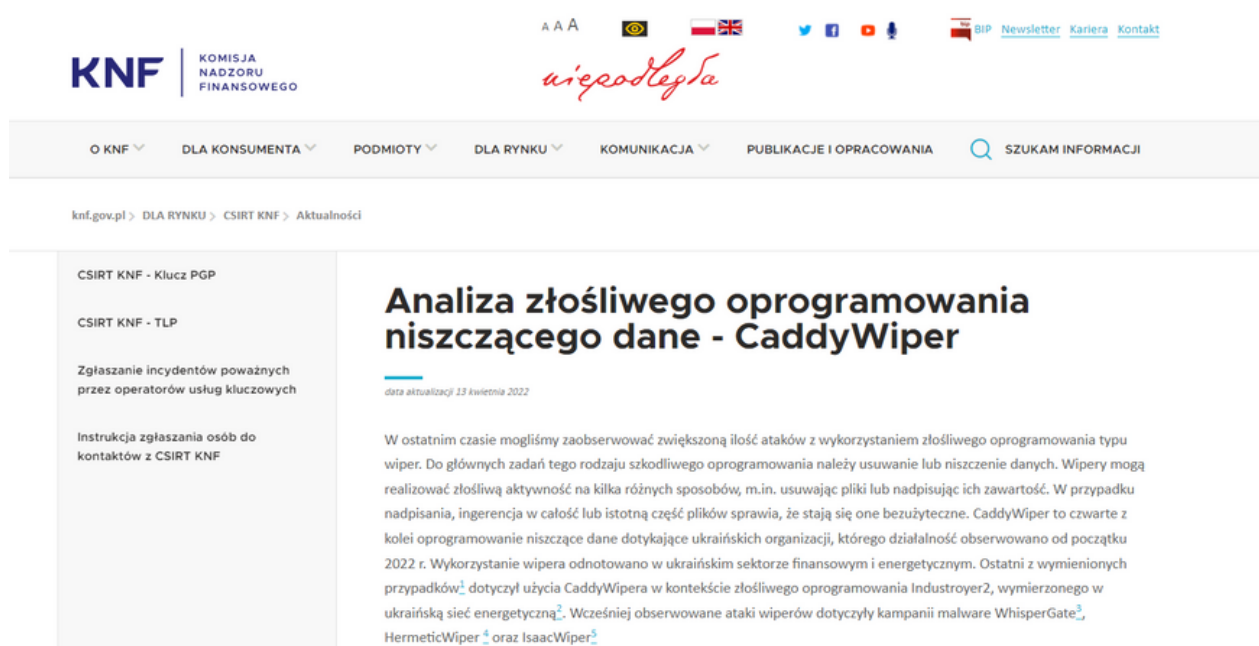 A A A
BIP Newsletter Kariera Kontakt
KNF
KOMISJA
NADZORU
FINANSOWEGO
niepodległa
O KNF DLA KONSUMENTA PODMIOTY DLA RYNKU KOMUNIKACJA PUBLIKACJE I OPRACOWANIA SZUKAM INFORMACJI
knf.gov.pl > DLA RYNKU > CSIRT KNF > Aktualności
CSIRT KNF - Klucz PGP
CSIRT KNF - TLP
Zgłaszanie incydentów poważnych
przez operatorów usług kluczowych
Instrukcja zgłaszania osób do
kontaktów z CSIRT KNF
Analiza złośliwego oprogramowania
niszczącego dane - CaddyWiper
data aktualizacji 13 kwietnia 2022
W ostatnim czasie mogliśmy zaobserwować zwiększoną ilość ataków z wykorzystaniem złośliwego oprogramowania typu
wiper. Do głównych zadań tego rodzaju szkodliwego oprogramowania należy usuwanie lub niszczenie danych. Wipery mogą
realizować złośliwą aktywność na kilka różnych sposobów, m.in. usuwając pliki lub nadpisując ich zawartość. W przypadku
nadpisania, ingerencja w całość lub istotną część plików sprawia, że stają się one bezużyteczne. CaddyWiper to czwarte z
kolei oprogramowanie niszczące dane dotykające ukraińskich organizacji, którego działalność obserwowano od początku
2022 r. Wykorzystanie wipera odnotowano w ukraińskim sektorze finansowym i energetycznym. Ostatni z wymienionych
przypadków1 dotyczył użycia CaddyWipera w kontekście złośliwego oprogramowania Industroyer2, wymierzonego w
ukraińską sieć energetyczną2. Wcześniej obserwowane ataki wiperów dotyczyły kampanii malware WhisperGate3,
HermeticWiper 4 oraz IsaacWiper5